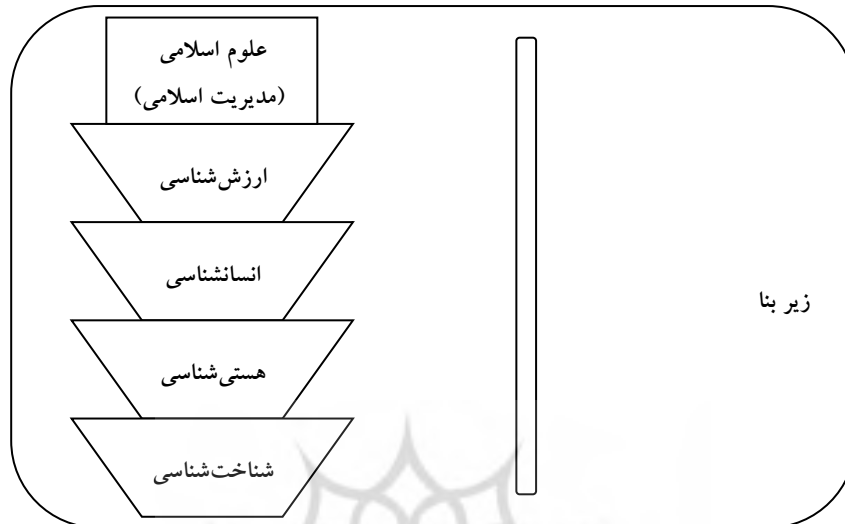 علوم اسلامی
(مدیریت اسلامی)
ارزش‌شناسی
انسانشناسی
زیر بنا
هستی‌شناسی
شناخت‌شناسی